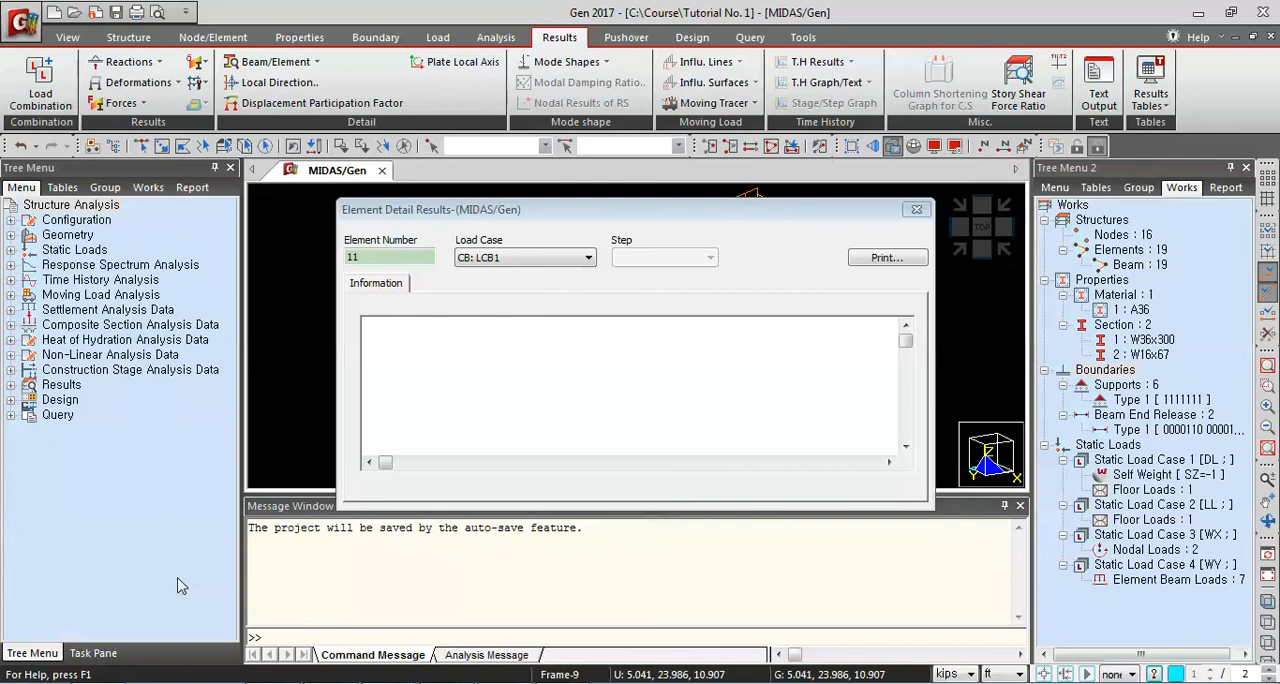 Gen 2017 - [C:\Course\Tutorial No. 1] - [MIDAS/Gen]
View Structure Node/Element Properties Boundary Load Analysis Results Pushover Design Query Tools Help
Load Combination
Combination
Reactions
Deformations
Forces
Results
Beam/Element
Local Direction..
Displacement Participation Factor
Plate Local Axis
Detail
Mode Shapes
Modal Damping Ratio..
Nodal Results of RS
Mode shape
Influ. Lines
Influ. Surfaces
Moving Tracer
Moving Load
T.H Results
T.H Graph/Text
Stage/Step Graph
Time History
Column Shortening Graph for C.S
Story Shear Force Ratio
Misc.
Text Output
Text
Results Tables
Tables
Tree Menu
Menu Tables Group Works Report
Structure Analysis
Configuration
Geometry
Static Loads
Response Spectrum Analysis
Time History Analysis
Moving Load Analysis
Settlement Analysis Data
Composite Section Analysis Data
Heat of Hydration Analysis Data
Non-Linear Analysis Data
Construction Stage Analysis Data
Results
Design
Query
Tree Menu Task Pane
MIDAS/Gen
Element Detail Results-(MIDAS/Gen)
Element Number Load Case Step
11 CB: LCB1 Print...
Information
TOP
Z
Y X
Message Window
The project will be saved by the auto-save feature.
>>
Command Message Analysis Message
Tree Menu 2
Menu Tables Group Works Report
Works
Structures
Nodes : 16
Elements : 19
Beam : 19
Properties
Material : 1
1 : A36
Section : 2
1 : W36x300
2 : W16x67
Boundaries
Supports : 6
Type 1 [ 1111111 ]
Beam End Release : 2
Type 1 [ 0000110 00001...
Static Loads
Static Load Case 1 [DL ; ]
Self Weight [ SZ=-1 ]
Floor Loads : 1
Static Load Case 2 [LL ; ]
Floor Loads : 1
Static Load Case 3 [WX ; ]
Nodal Loads : 2
Static Load Case 4 [WY ; ]
Element Beam Loads : 7
For Help, press F1 Frame-9 U: 5.041, 23.986, 10.907 G: 5.041, 23.986, 10.907 kips ft none 1 / 2